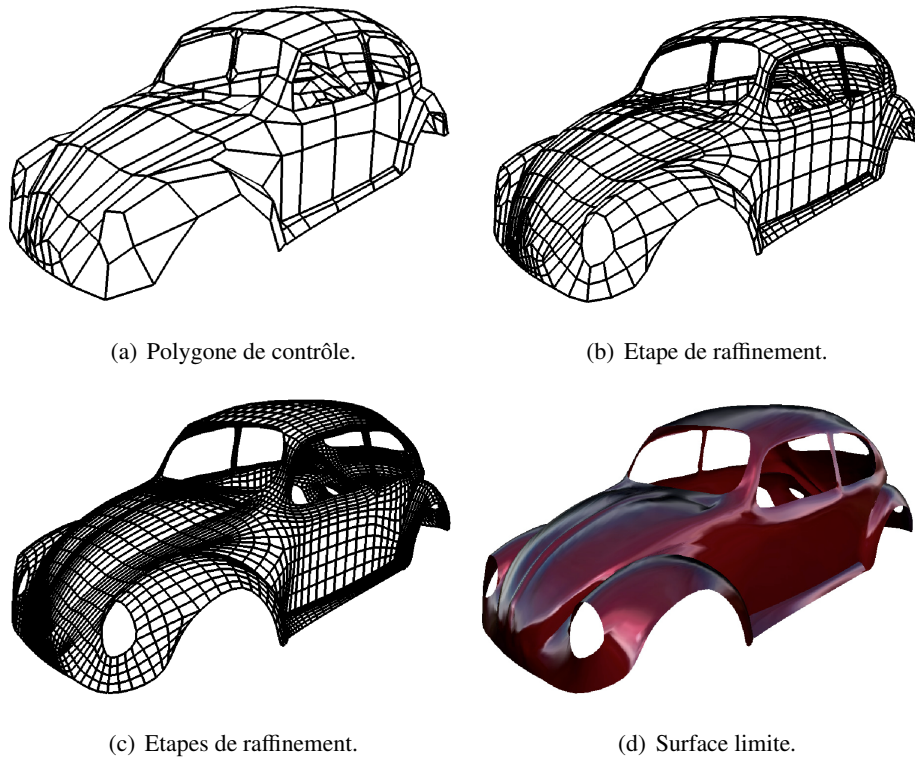 (a) Polygone de contrôle.
(b) Etape de raffinement.
(c) Etapes de raffinement.
(d) Surface limite.